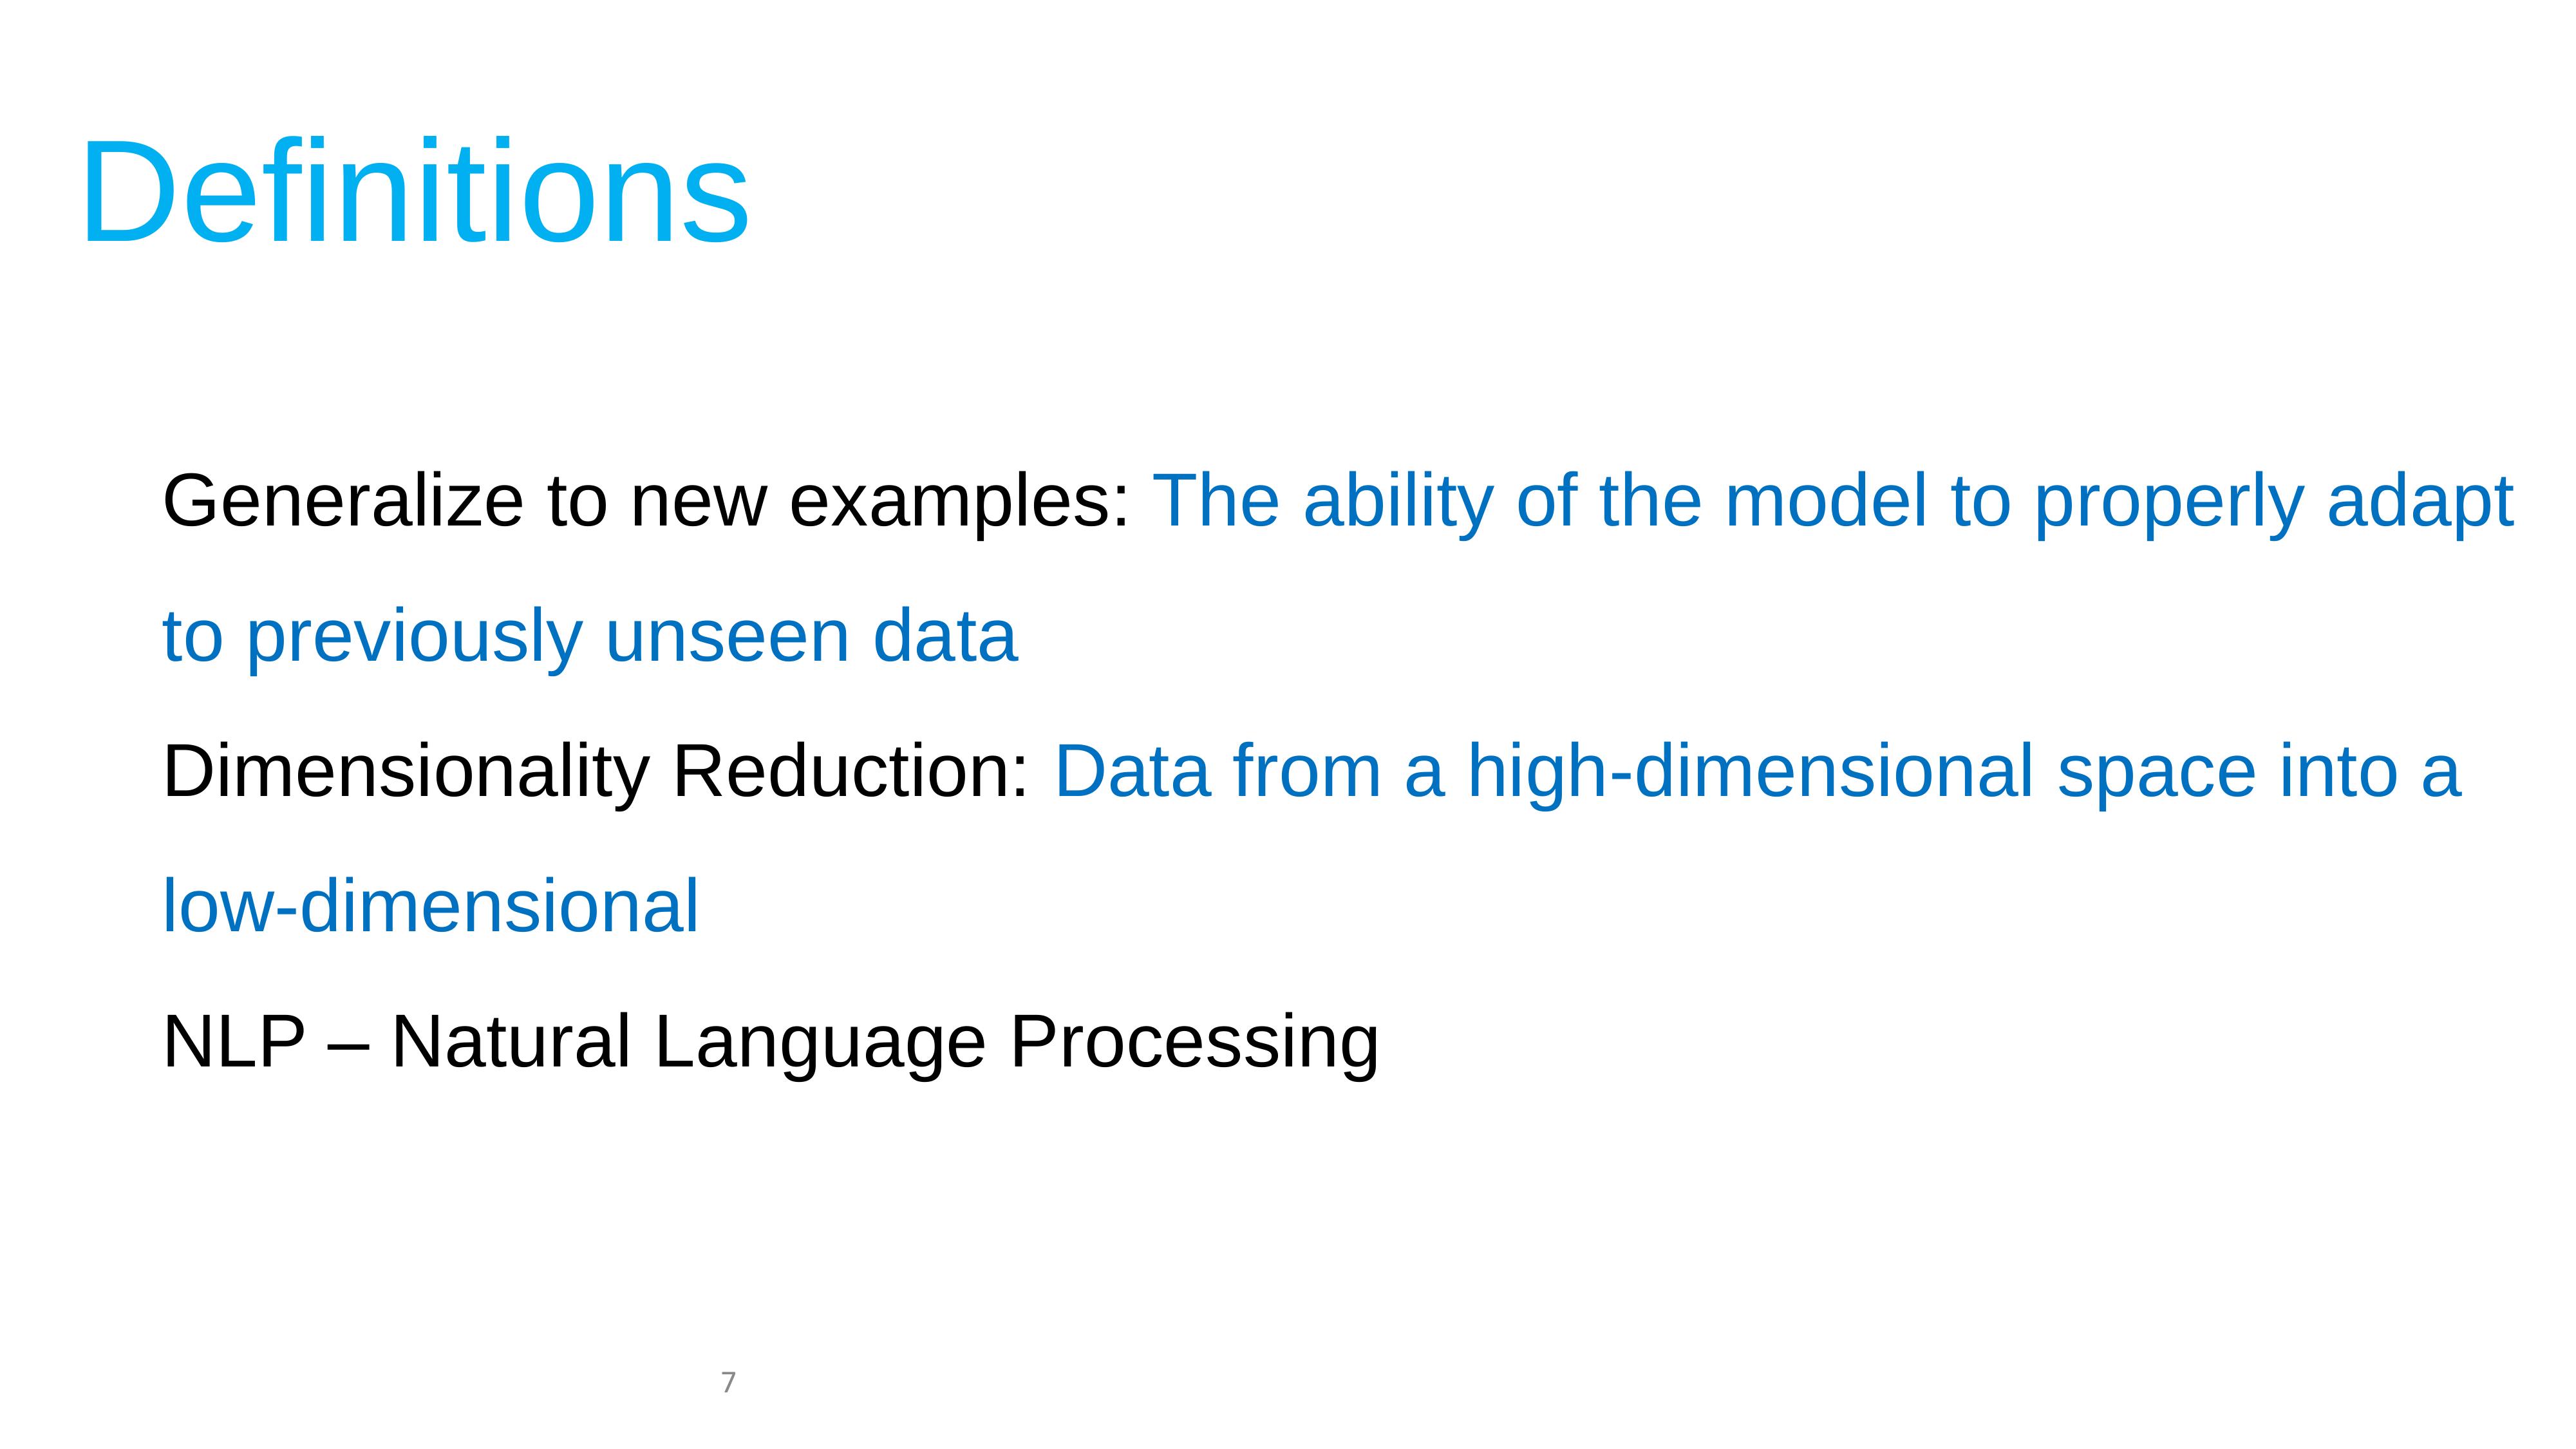 Definitions
Generalize to new examples: The ability of the model to properly adapt
to previously unseen data
Dimensionality Reduction: Data from a high-dimensional space into a
low-dimensional
NLP – Natural Language Processing
7